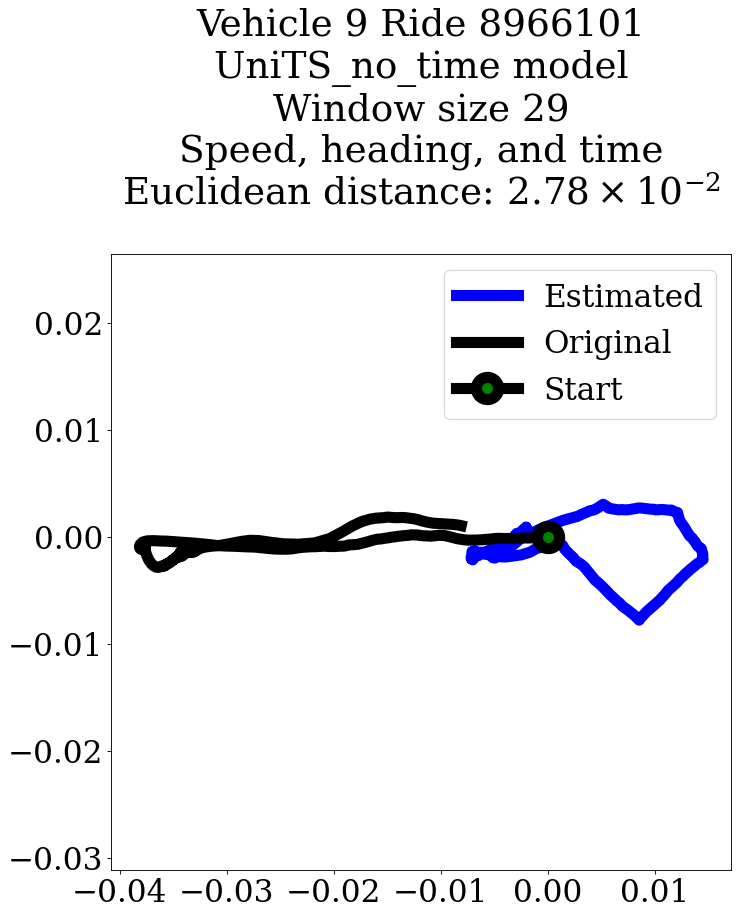 Vehicle 9 Ride 8966101
UniTS_no_time model
Window size 29
Speed, heading, and time
Euclidean distance: 2.78 × 10⁻²
Estimated
Original
Start
0.02
0.01
0.00
−0.01
−0.02
−0.03
−0.04 −0.03 −0.02 −0.01 0.00 0.01